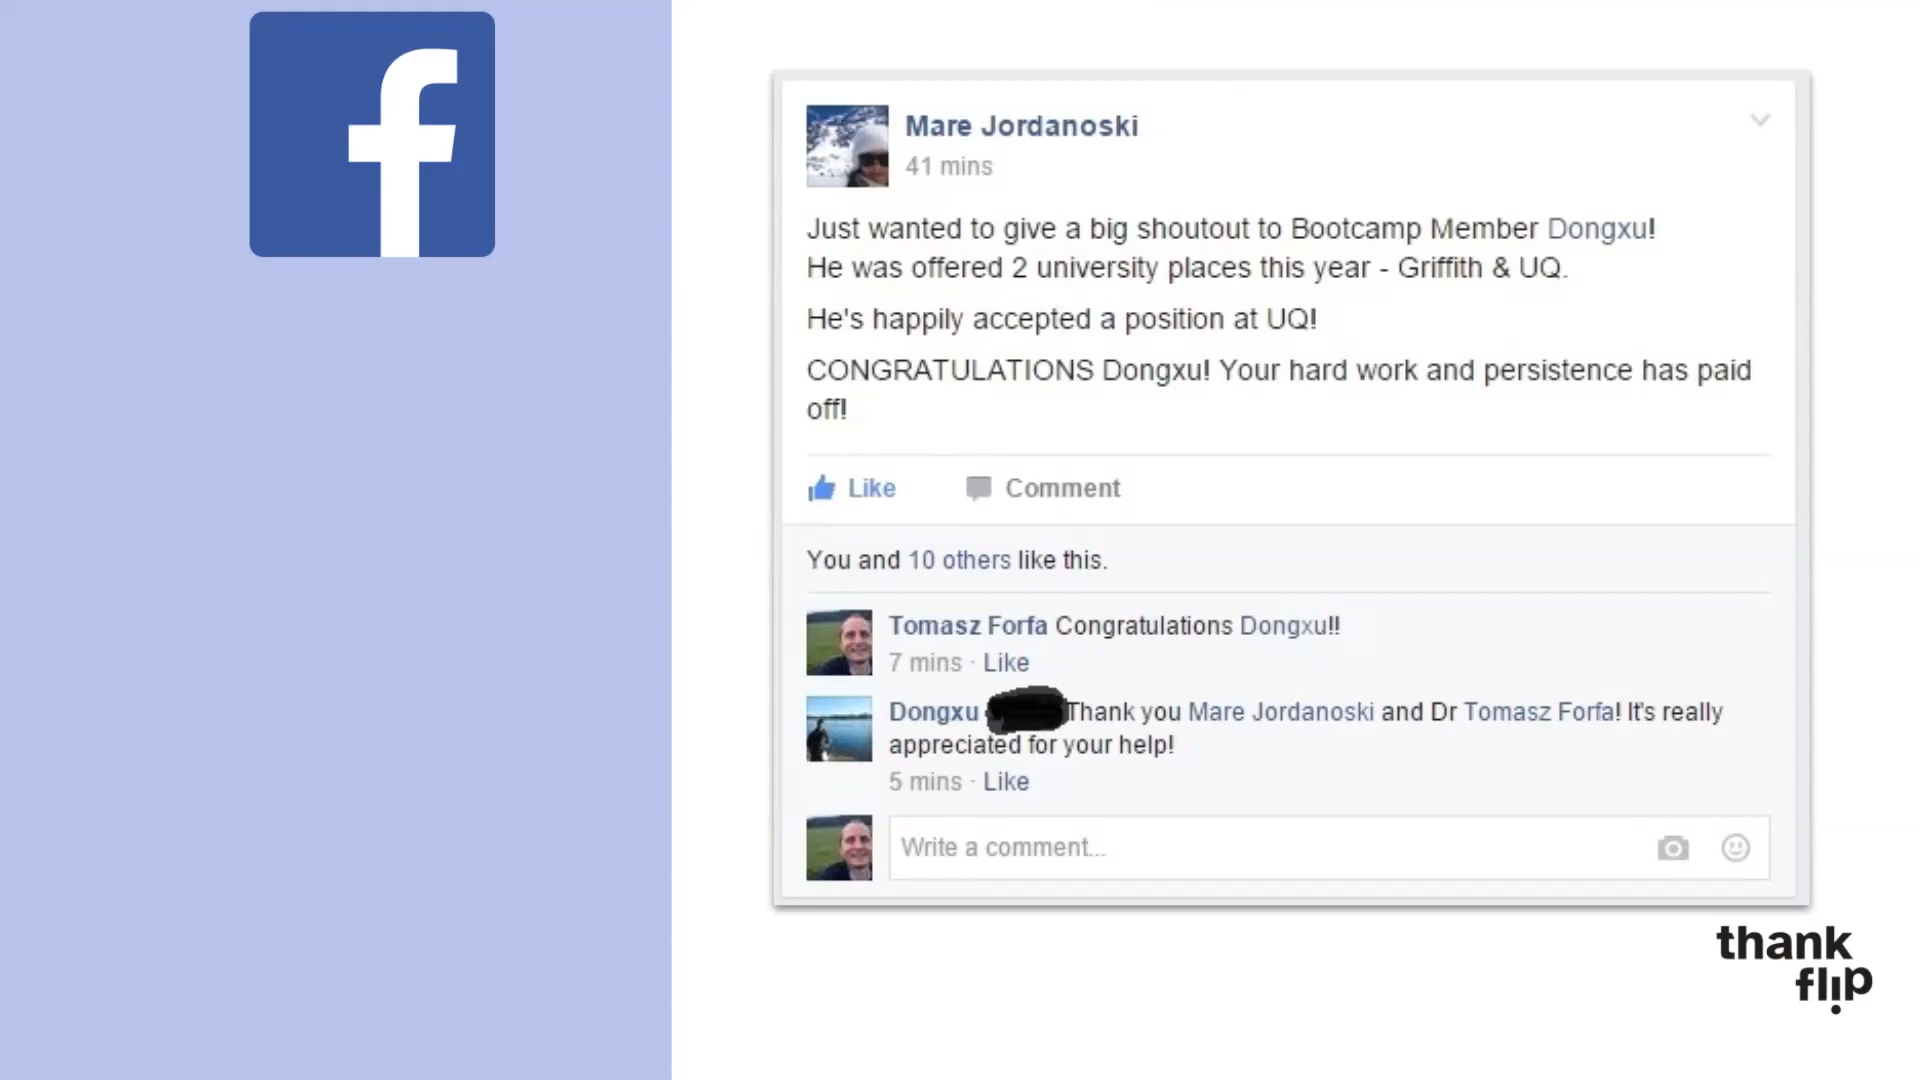 Mare Jordanoski
41 mins
Just wanted to give a big shoutout to Bootcamp Member Dongxu!
He was offered 2 university places this year - Griffith & UQ.
He's happily accepted a position at UQ!
CONGRATULATIONS Dongxu! Your hard work and persistence has paid
off!
Like Comment
You and 10 others like this.
Tomasz Forfa Congratulations Dongxu!!
7 mins · Like
Dongxu Thank you Mare Jordanoski and Dr Tomasz Forfa! It's really
appreciated for your help!
5 mins · Like
Write a comment...
thank
flip